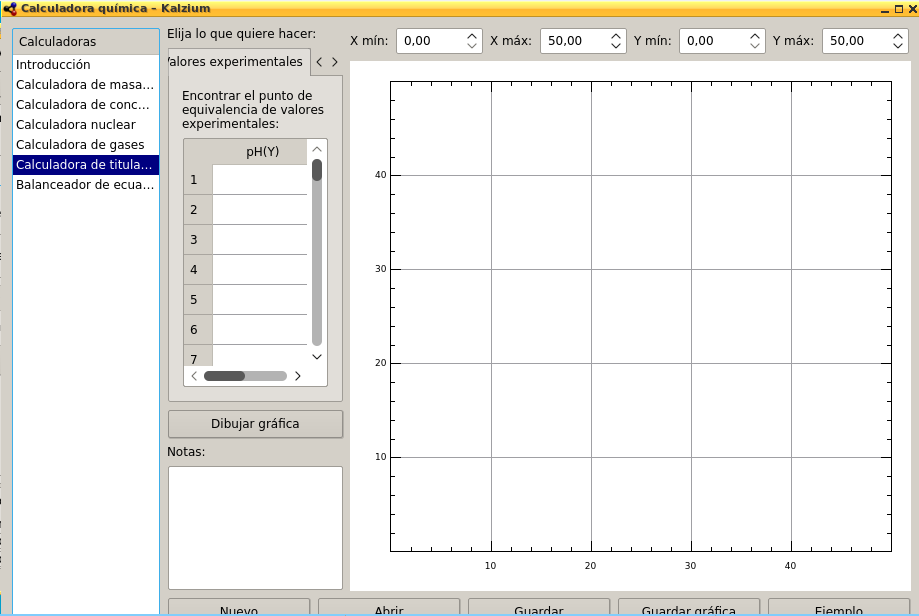 Calculadora química – Kalzium
Calculadoras
Introducción
Calculadora de masa...
Calculadora de conc...
Calculadora nuclear
Calculadora de gases
Calculadora de titula...
Balanceador de ecua...
Elija lo que quiere hacer:
alores experimentales
Encontrar el punto de
equivalencia de valores
experimentales:
pH(Y)
1
2
3
4
5
6
7
Dibujar gráfica
Notas:
X mín: 0,00 X máx: 50,00 Y mín: 0,00 Y máx: 50,00
40
30
20
10
10 20 30 40
Nuevo Abrir Guardar Guardar gráfica Ejemplo